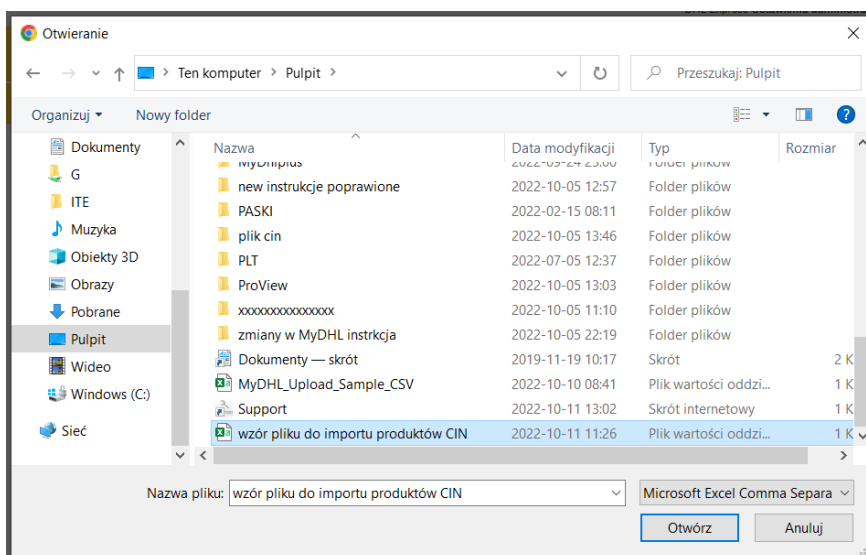 Otwieranie
Ten komputer > Pulpit >
Przeszukaj: Pulpit
Organizuj Nowy folder
Dokumenty
G
ITE
Muzyka
Obiekty 3D
Obrazy
Pobrane
Pulpit
Wideo
Windows (C:)
Sieć
Nazwa Data modyfikacji Typ Rozmiar
new instrukcje poprawione 2022-10-05 12:57 Folder plików
PASKI 2022-02-15 08:11 Folder plików
plik cin 2022-10-05 13:46 Folder plików
PLT 2022-07-05 12:37 Folder plików
ProView 2022-10-05 13:03 Folder plików
xxxxxxxxxxxxxxx 2022-10-05 11:10 Folder plików
zmiany w MyDHL instrkcja 2022-10-05 22:19 Folder plików
Dokumenty — skrót 2019-11-19 10:17 Skrót 2 K
MyDHL_Upload_Sample_CSV 2022-10-10 08:41 Plik wartości oddzi... 1 K
Support 2022-10-11 13:02 Skrót internetowy 1 K
wzór pliku do importu produktów CIN 2022-10-11 11:26 Plik wartości oddzi... 1 K
Nazwa pliku: wzór pliku do importu produktów CIN Microsoft Excel Comma Separa
Otwórz Anuluj